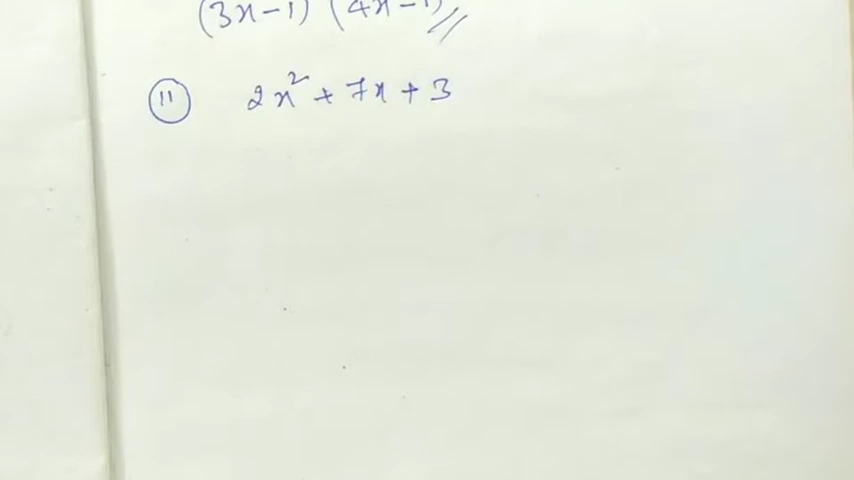 (3x-1) (4x-1)//
(11) 2x² + 7x + 3